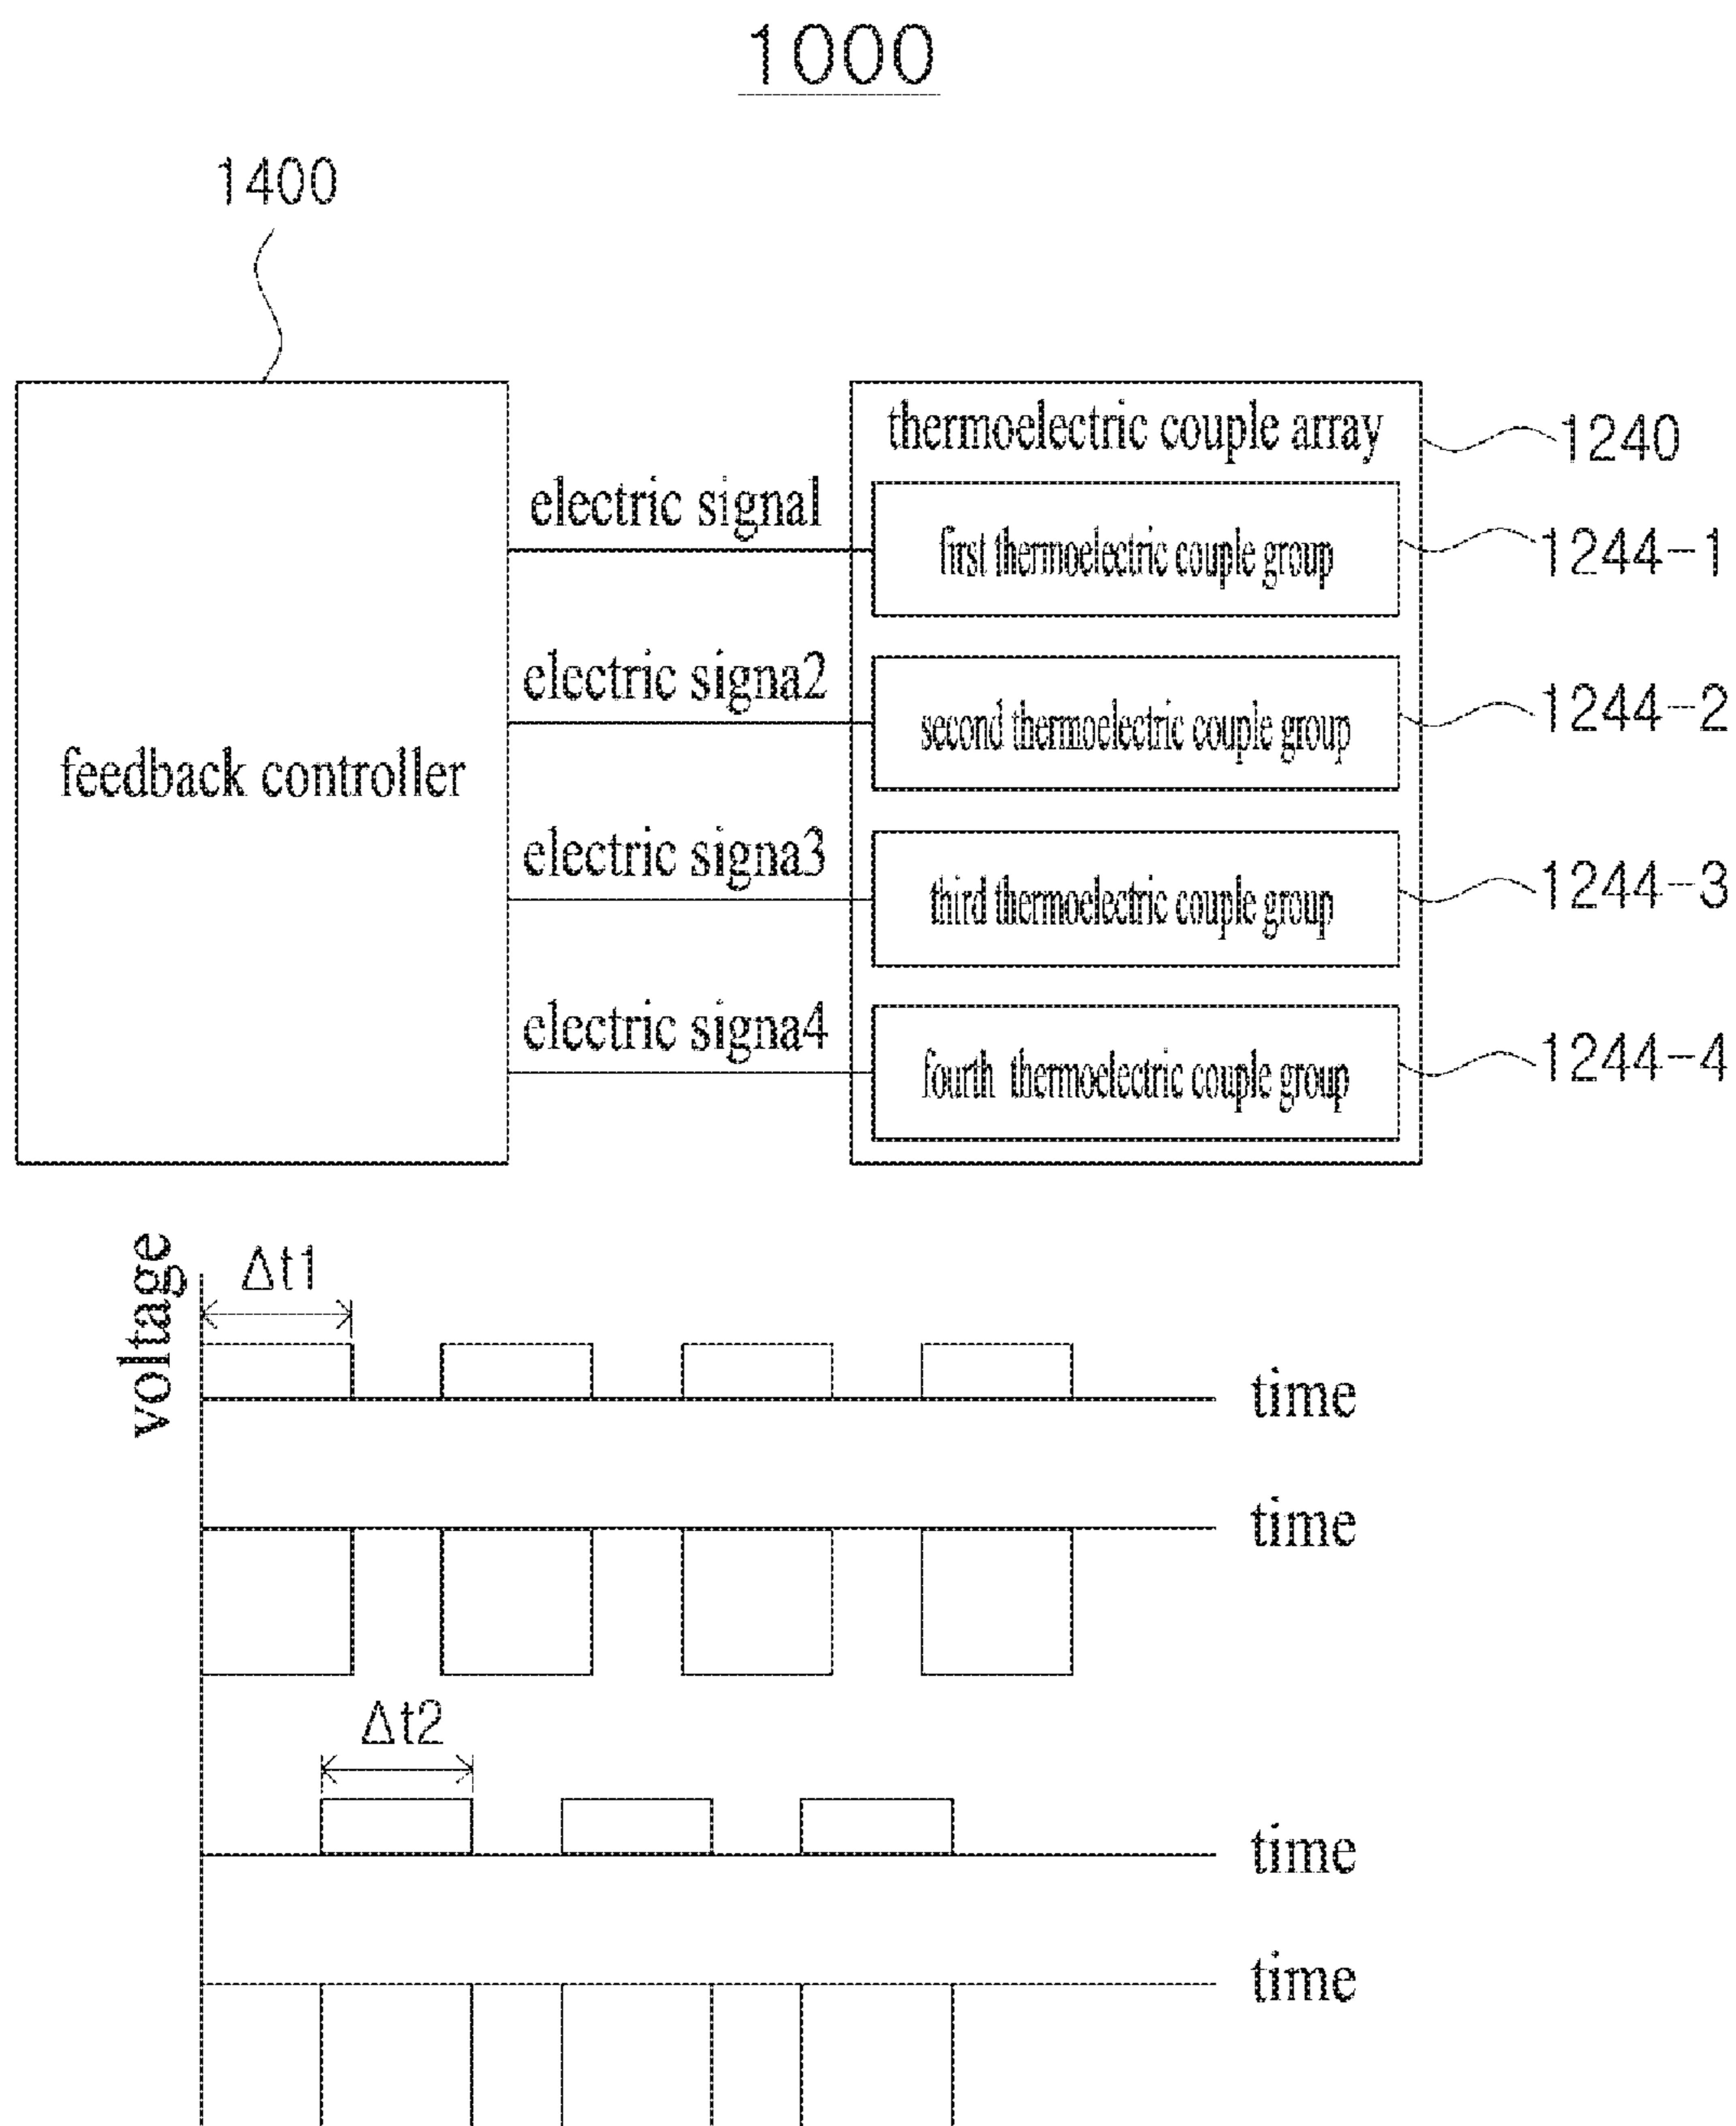 1000
1400
thermoelectric couple array
1240
electric signal
first thermoelectric couple group
1244-1
electric signa2
second thermoelectric couple group
1244-2
feedback controller
electric signa3
third thermoelectric couple group
1244-3
electric signa4
fourth thermoelectric couple group
1244-4
voltage
Δt1
time
time
Δt2
time
time